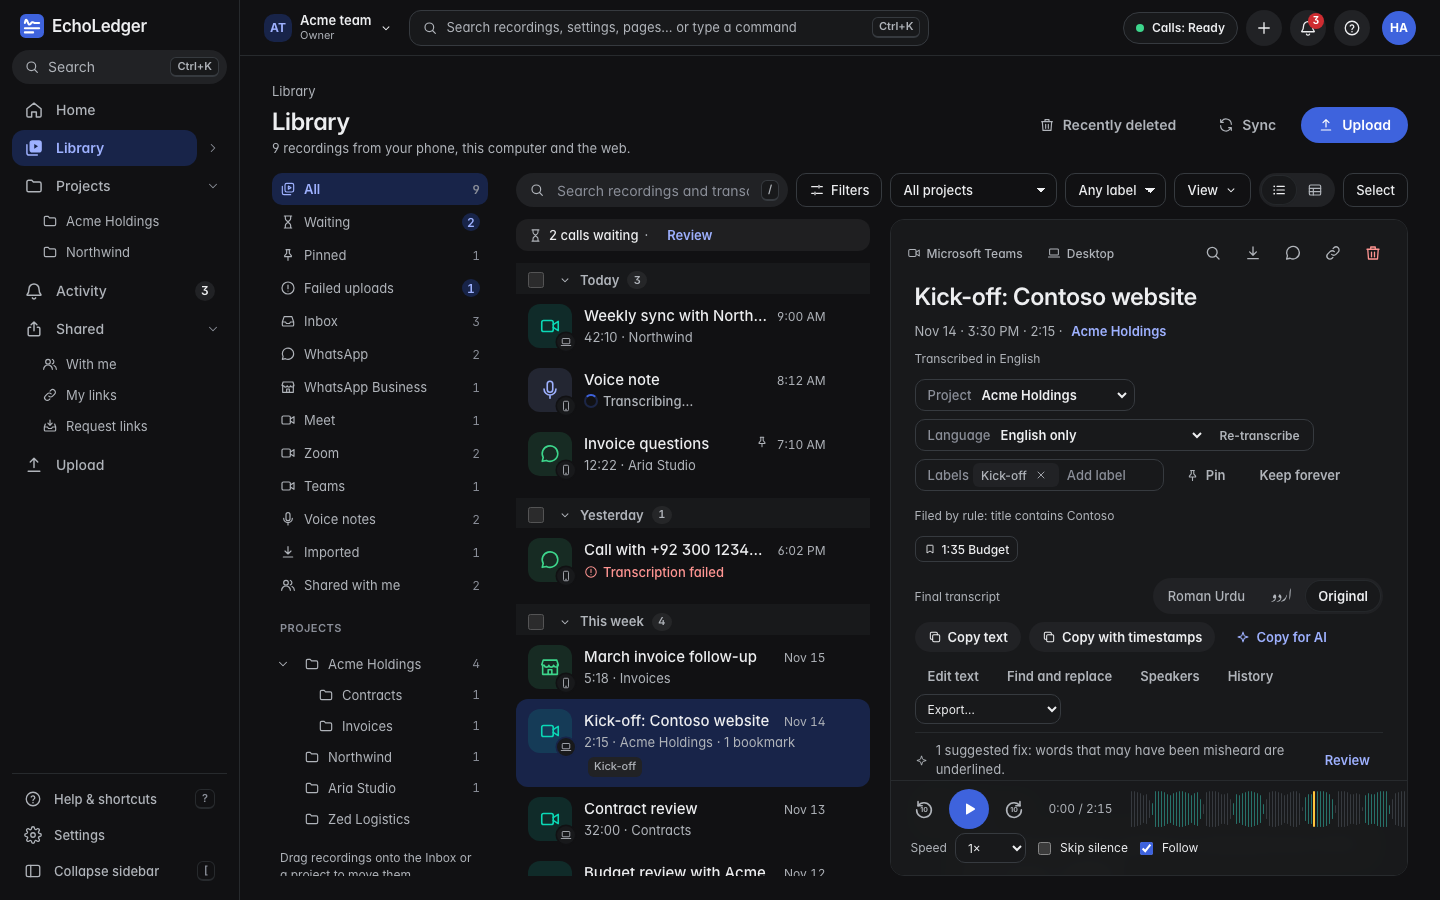 EchoLedger
Search Ctrl+K
Home
Library
Projects
Acme Holdings
Northwind
Activity 3
Shared
With me
My links
Request links
Upload
Help & shortcuts ?
Settings
Collapse sidebar [
AT Acme team
Owner
Search recordings, settings, pages... or type a command Ctrl+K
Calls: Ready
3
HA
Library
Library
9 recordings from your phone, this computer and the web.
Recently deleted
Sync
Upload
All 9
Waiting 2
Pinned 1
Failed uploads 1
Inbox 3
WhatsApp 2
WhatsApp Business 1
Meet 1
Zoom 2
Teams 1
Voice notes 2
Imported 1
Shared with me 2
PROJECTS
Acme Holdings 4
Contracts 1
Invoices 1
Northwind 1
Aria Studio 1
Zed Logistics
Drag recordings onto the Inbox or
a project to move them
Search recordings and transc /
Filters
All projects
Any label
View
Select
2 calls waiting · Review
Today 3
Weekly sync with North... 9:00 AM
42:10 · Northwind
Voice note 8:12 AM
Transcribing...
Invoice questions 7:10 AM
12:22 · Aria Studio
Yesterday 1
Call with +92 300 1234... 6:02 PM
Transcription failed
This week 4
March invoice follow-up Nov 15
5:18 · Invoices
Kick-off: Contoso website Nov 14
2:15 · Acme Holdings · 1 bookmark
Kick-off
Contract review Nov 13
32:00 · Contracts
Budget review with Acme Nov 12
Microsoft Teams
Desktop
Kick-off: Contoso website
Nov 14 · 3:30 PM · 2:15 · Acme Holdings
Transcribed in English
Project Acme Holdings
Language English only Re-transcribe
Labels Kick-off × Add label Pin Keep forever
Filed by rule: title contains Contoso
1:35 Budget
Final transcript Roman Urdu اردو Original
Copy text Copy with timestamps Copy for AI
Edit text Find and replace Speakers History
Export...
1 suggested fix: words that may have been misheard are
underlined. Review
10 10 0:00 / 2:15
Speed 1× Skip silence Follow